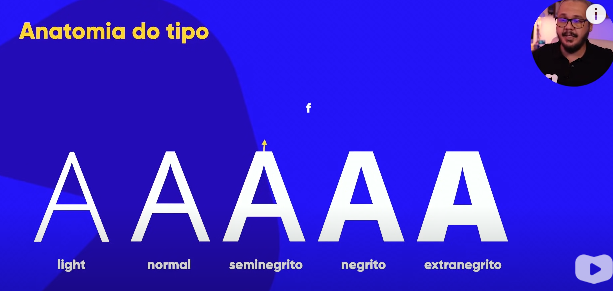 Anatomia do tipo
f
A A A A A
light normal seminegrito negrito extranegrito